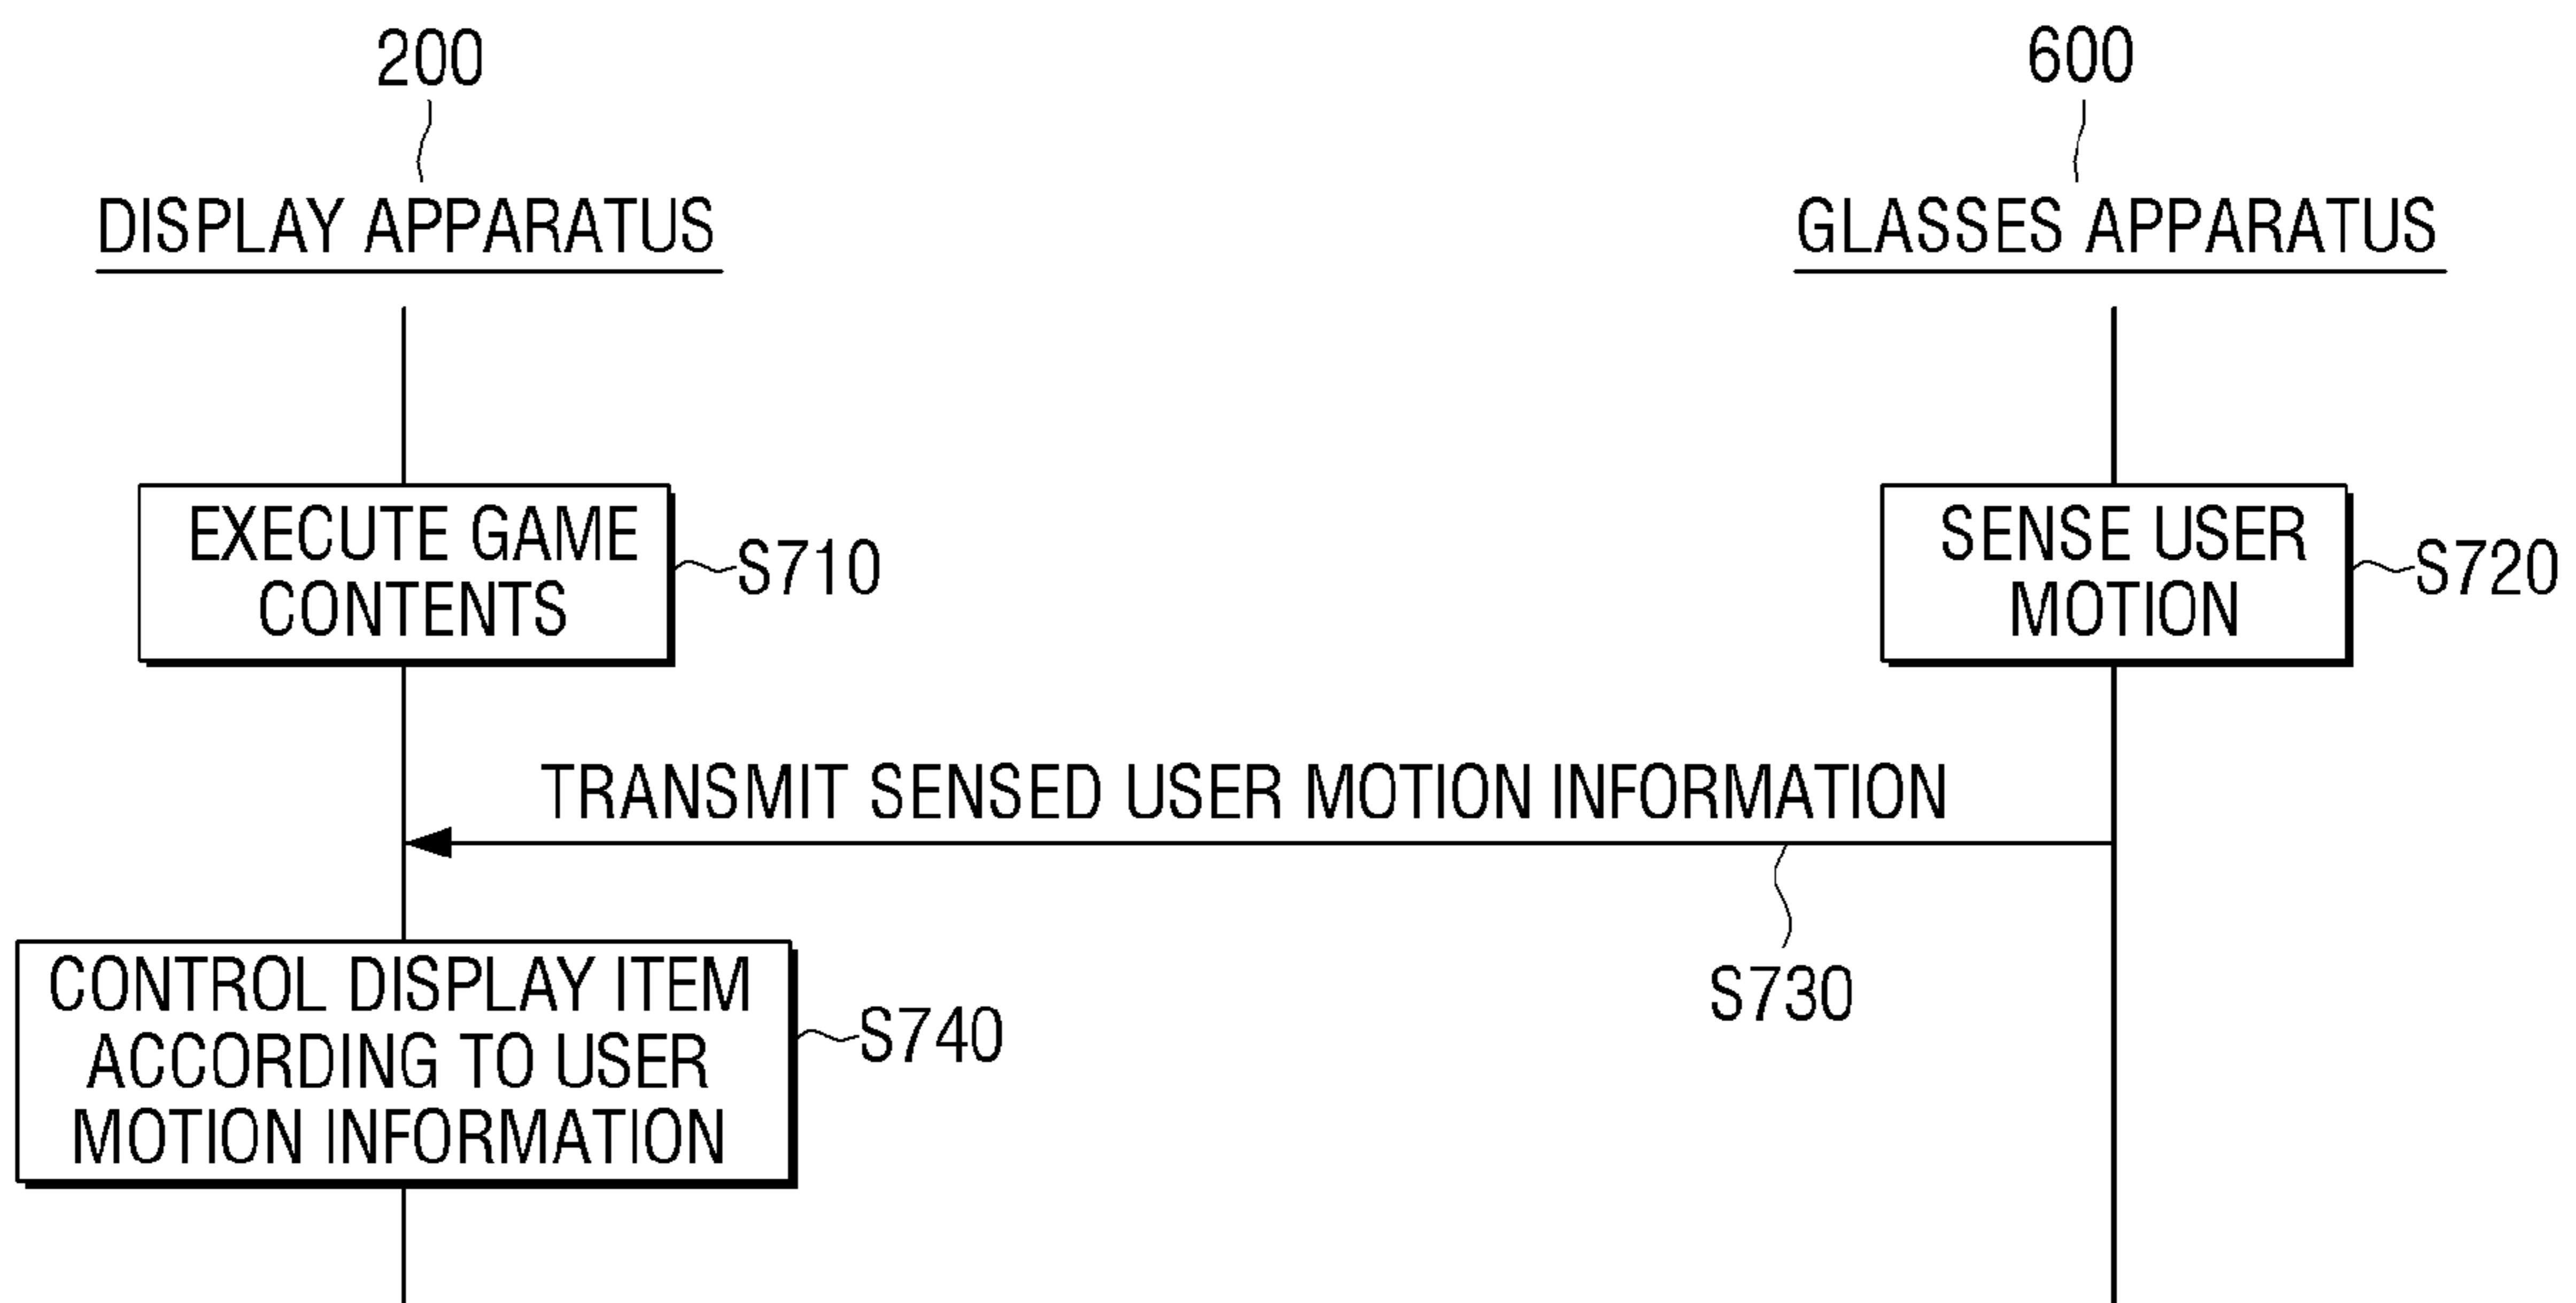 200
600
DISPLAY APPARATUS
GLASSES APPARATUS
EXECUTE GAME
CONTENTS
S710
SENSE USER
MOTION
S720
TRANSMIT SENSED USER MOTION INFORMATION
S730
CONTROL DISPLAY ITEM
ACCORDING TO USER
MOTION INFORMATION
S740